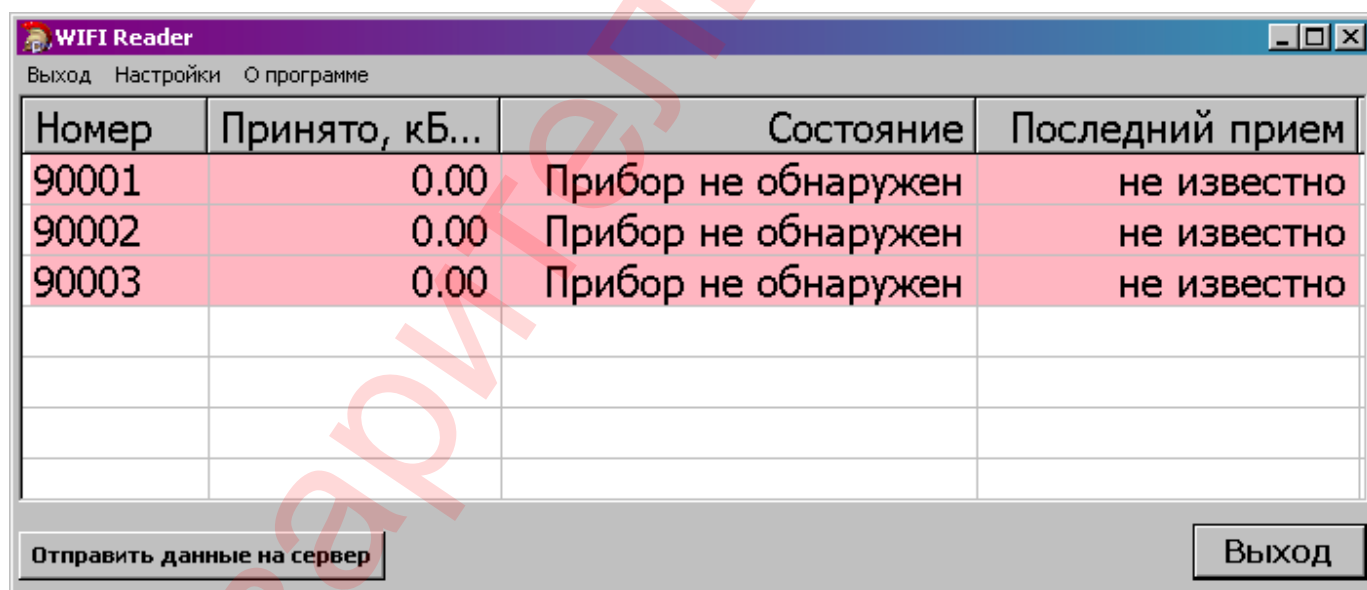 WIFI Reader
Выход Настройки О программе
Номер Принято, кБ... Состояние Последний прием
90001 0.00 Прибор не обнаружен не известно
90002 0.00 Прибор не обнаружен не известно
90003 0.00 Прибор не обнаружен не известно
Отправить данные на сервер Выход